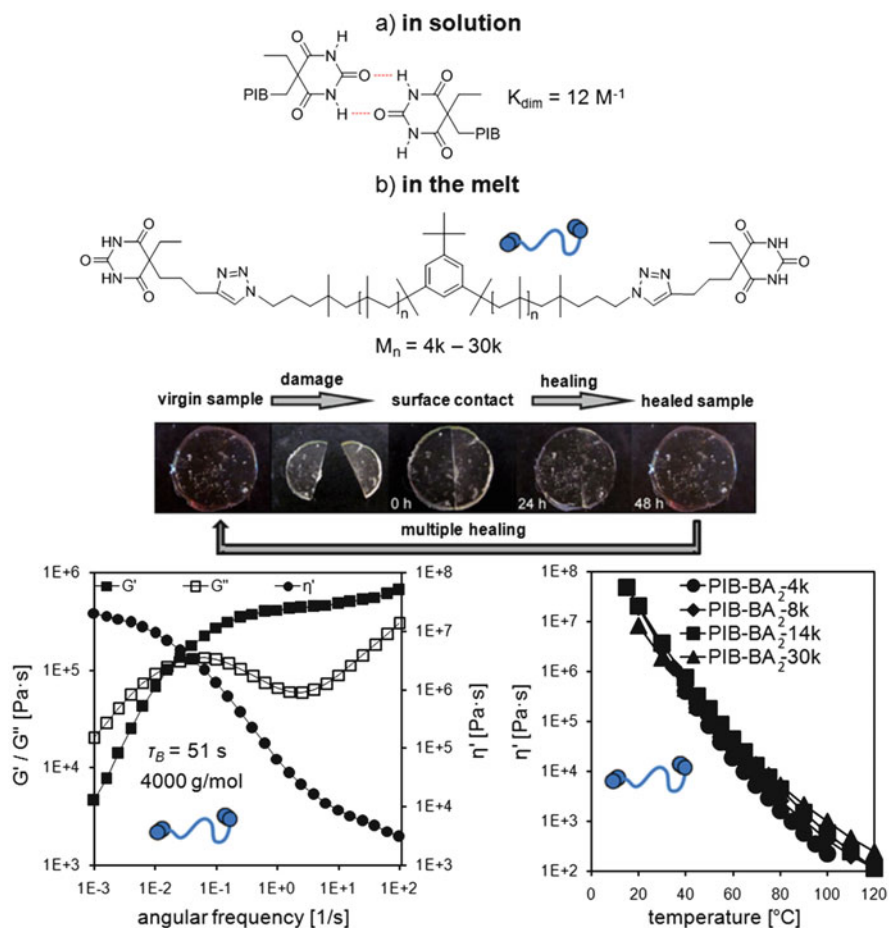 a) in solution
H
O
N
O
N
H
O
PIB
H
N
O
O
N
H
O
PIB
K_dim = 12 M⁻¹
b) in the melt
O
HN
O
NH
O
N=N
N
n
n
N=N
N
O
NH
O
HN
O
M_n = 4k – 30k
damage
healing
virgin sample
surface contact
healed sample
0 h
24 h
48 h
multiple healing
1E+6
1E+5
1E+4
1E+3
G' / G'' [Pa·s]
G'
G''
η'
1E+8
1E+7
1E+6
1E+5
1E+4
1E+3
η' [Pa·s]
τ_B = 51 s
4000 g/mol
1E-3 1E-2 1E-1 1E+0 1E+1 1E+2
angular frequency [1/s]
1E+8
1E+7
1E+6
1E+5
1E+4
1E+3
1E+2
η' [Pa·s]
PIB-BA₂-4k
PIB-BA₂-8k
PIB-BA₂-14k
PIB-BA₂-30k
0 20 40 60 80 100 120
temperature [°C]